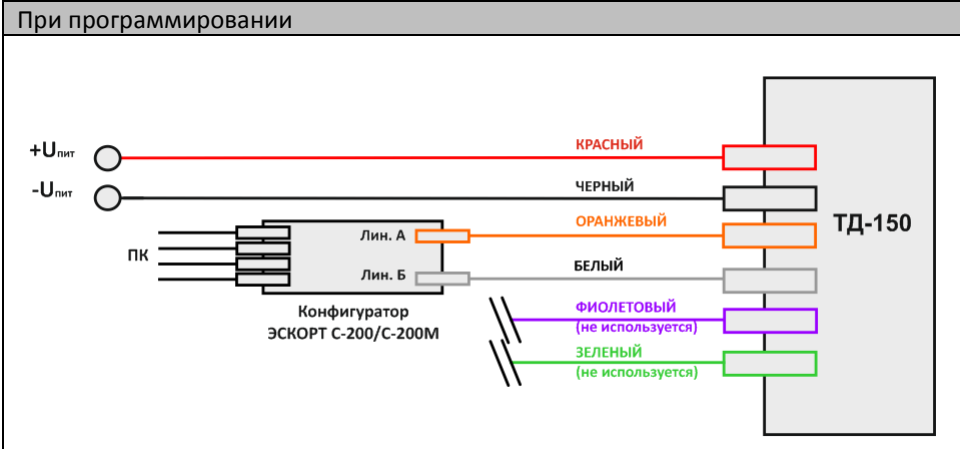 При программировании
+Uпит
КРАСНЫЙ
-Uпит
ЧЕРНЫЙ
ОРАНЖЕВЫЙ
ТД-150
Лин. А
ПК
БЕЛЫЙ
Лин. Б
Конфигуратор
ЭСКОРТ С-200/С-200М
ФИОЛЕТОВЫЙ
(не используется)
ЗЕЛЕНЫЙ
(не используется)